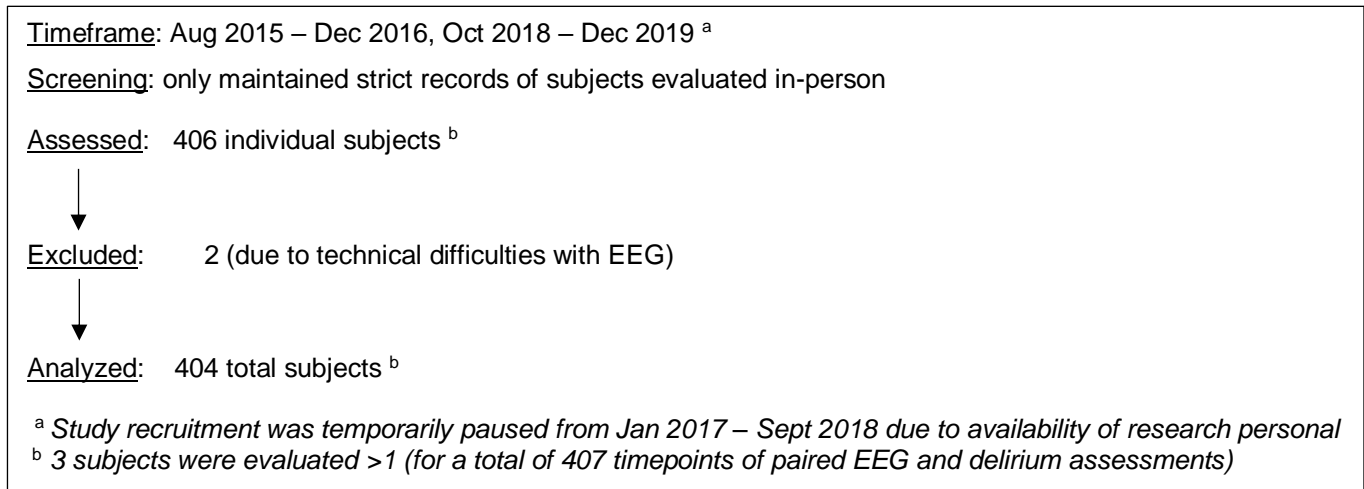 Timeframe: Aug 2015 – Dec 2016, Oct 2018 – Dec 2019 ᵃ
Screening: only maintained strict records of subjects evaluated in-person
Assessed: 406 individual subjects ᵇ
Excluded: 2 (due to technical difficulties with EEG)
Analyzed: 404 total subjects ᵇ
ᵃ Study recruitment was temporarily paused from Jan 2017 – Sept 2018 due to availability of research personal
ᵇ 3 subjects were evaluated >1 (for a total of 407 timepoints of paired EEG and delirium assessments)